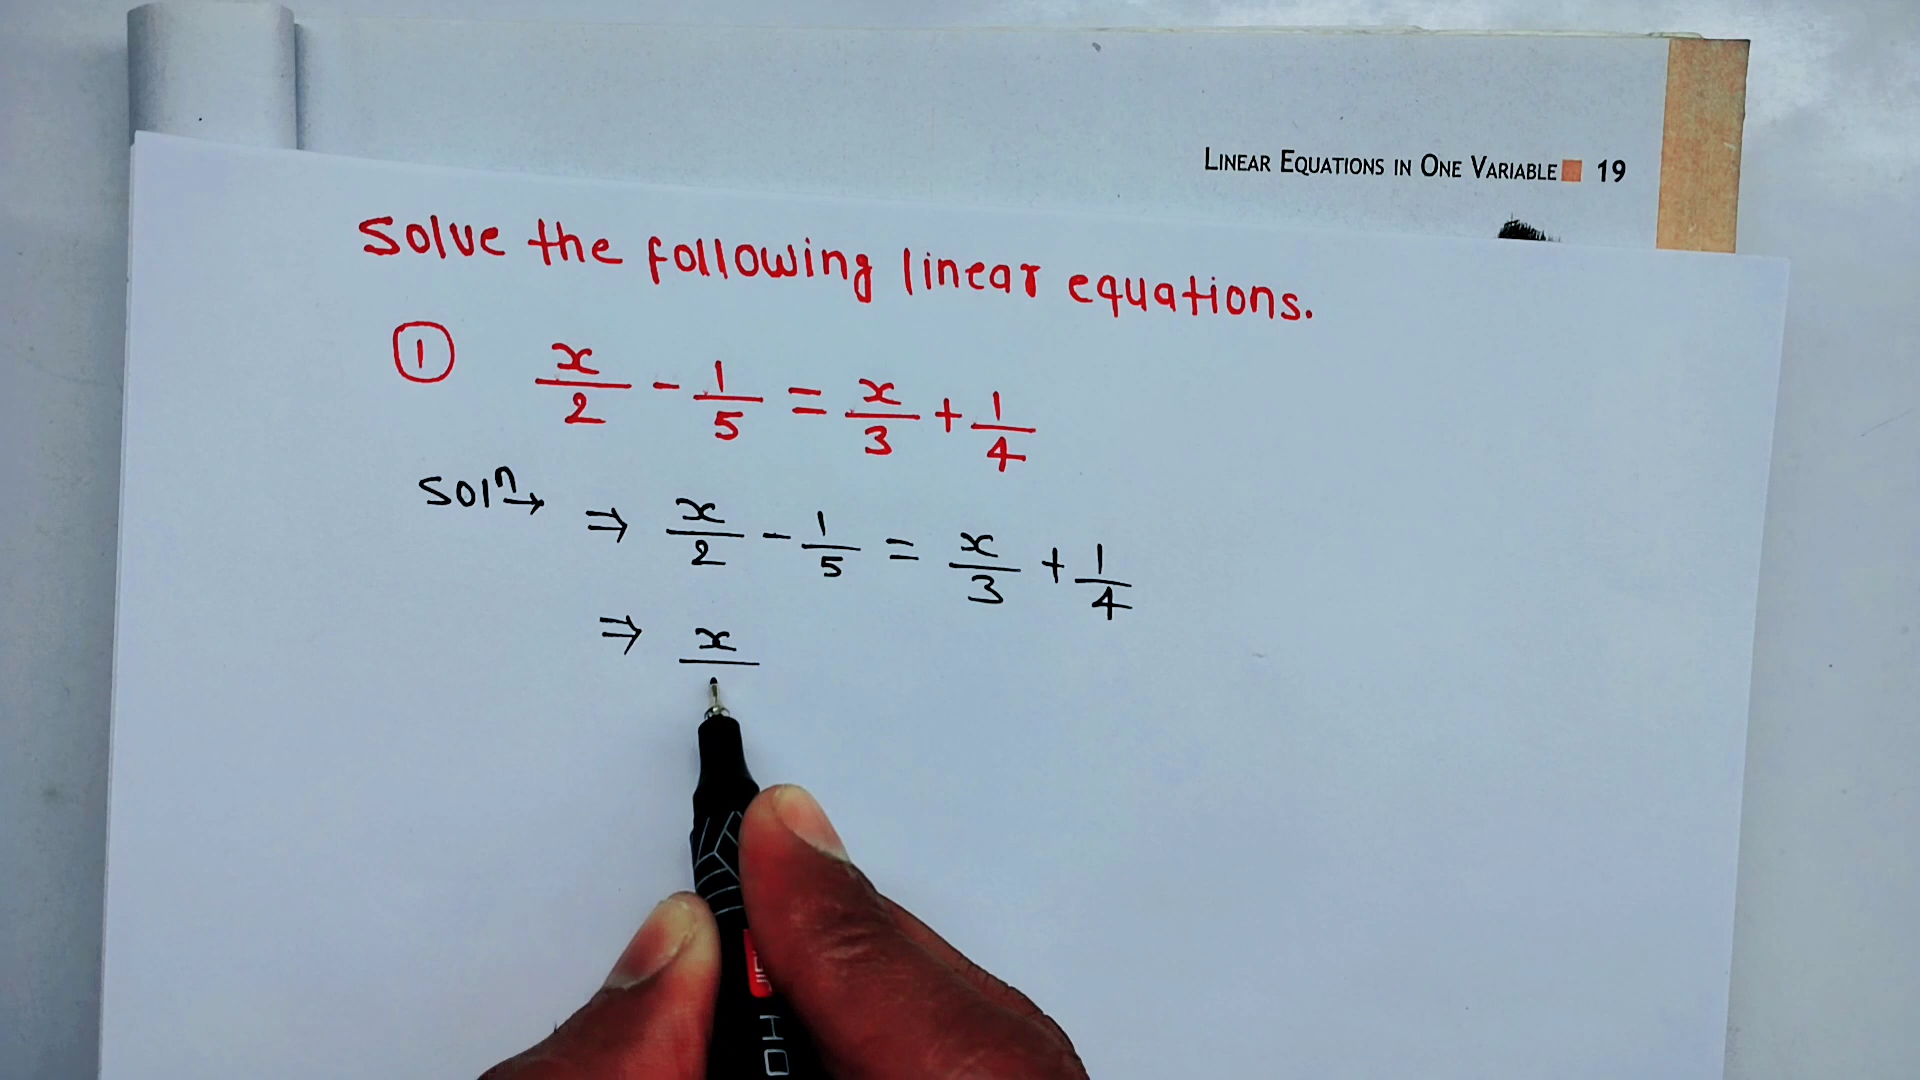 LINEAR EQUATIONS IN ONE VARIABLE 19
Solve the following linear equations.
① x/2 - 1/5 = x/3 + 1/4
Solⁿ→ ⇒ x/2 - 1/5 = x/3 + 1/4
⇒ x
HO